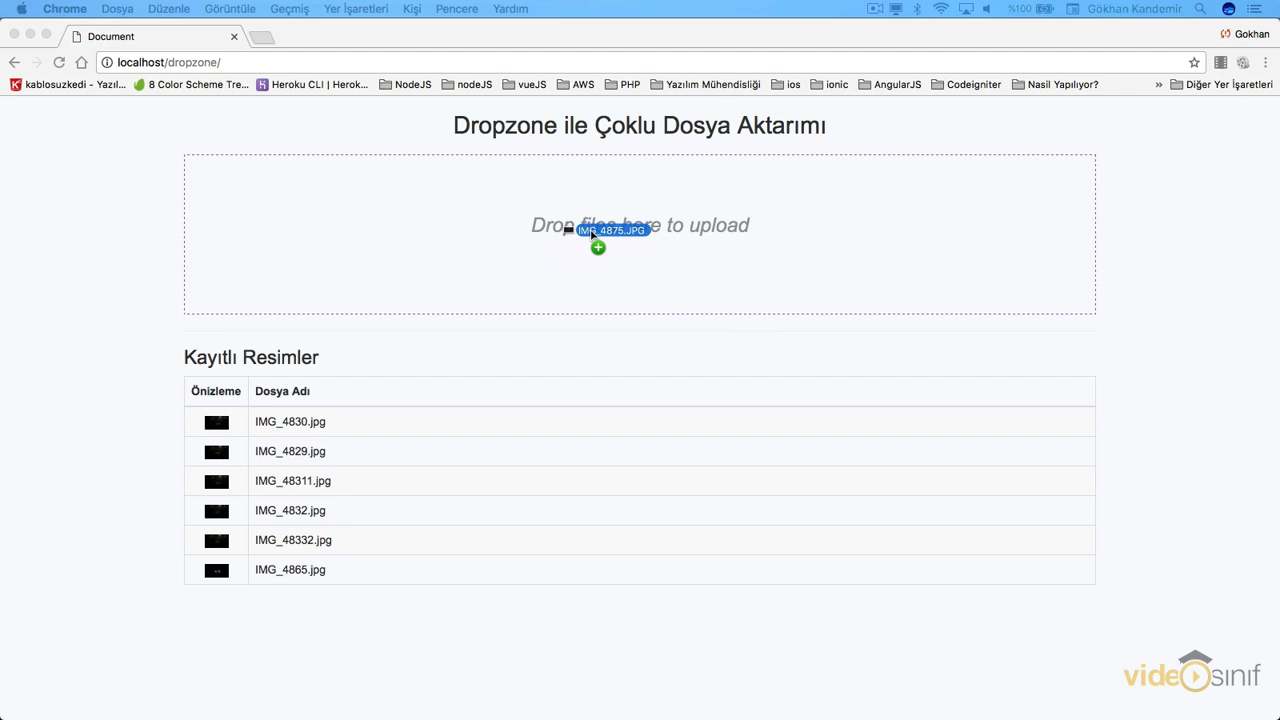 Chrome Dosya Düzenle Görüntüle Geçmiş Yer İşaretleri Kişi Pencere Yardım %100 Gökhan Kandemir
Document Gokhan
localhost/dropzone/
kablosuzkedi - Yazıl... 8 Color Scheme Tre... Heroku CLI | Herok... NodeJS nodeJS vueJS AWS PHP Yazılım Mühendisliği ios ionic AngularJS Codeigniter Nasil Yapılıyor? » Diğer Yer İşaretleri
Dropzone ile Çoklu Dosya Aktarımı
Drop files here to upload
IMG_4875.JPG
Kayıtlı Resimler
Önizleme Dosya Adı
IMG_4830.jpg
IMG_4829.jpg
IMG_48311.jpg
IMG_4832.jpg
IMG_48332.jpg
IMG_4865.jpg
videosınıf